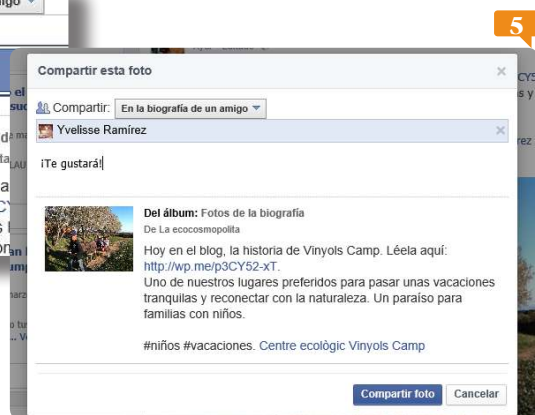 5
Compartir esta foto
Compartir: En la biografía de un amigo
Yvelisse Ramírez
¡Te gustará!
Del álbum: Fotos de la biografía
De La ecocosmopolita
Hoy en el blog, la historia de Vinyols Camp. Léela aquí:
http://wp.me/p3CY52-xT.
Uno de nuestros lugares preferidos para pasar unas vacaciones
tranquilas y reconectar con la naturaleza. Un paraíso para
familias con niños.
#niños #vacaciones. Centre ecològic Vinyols Camp
Compartir foto Cancelar